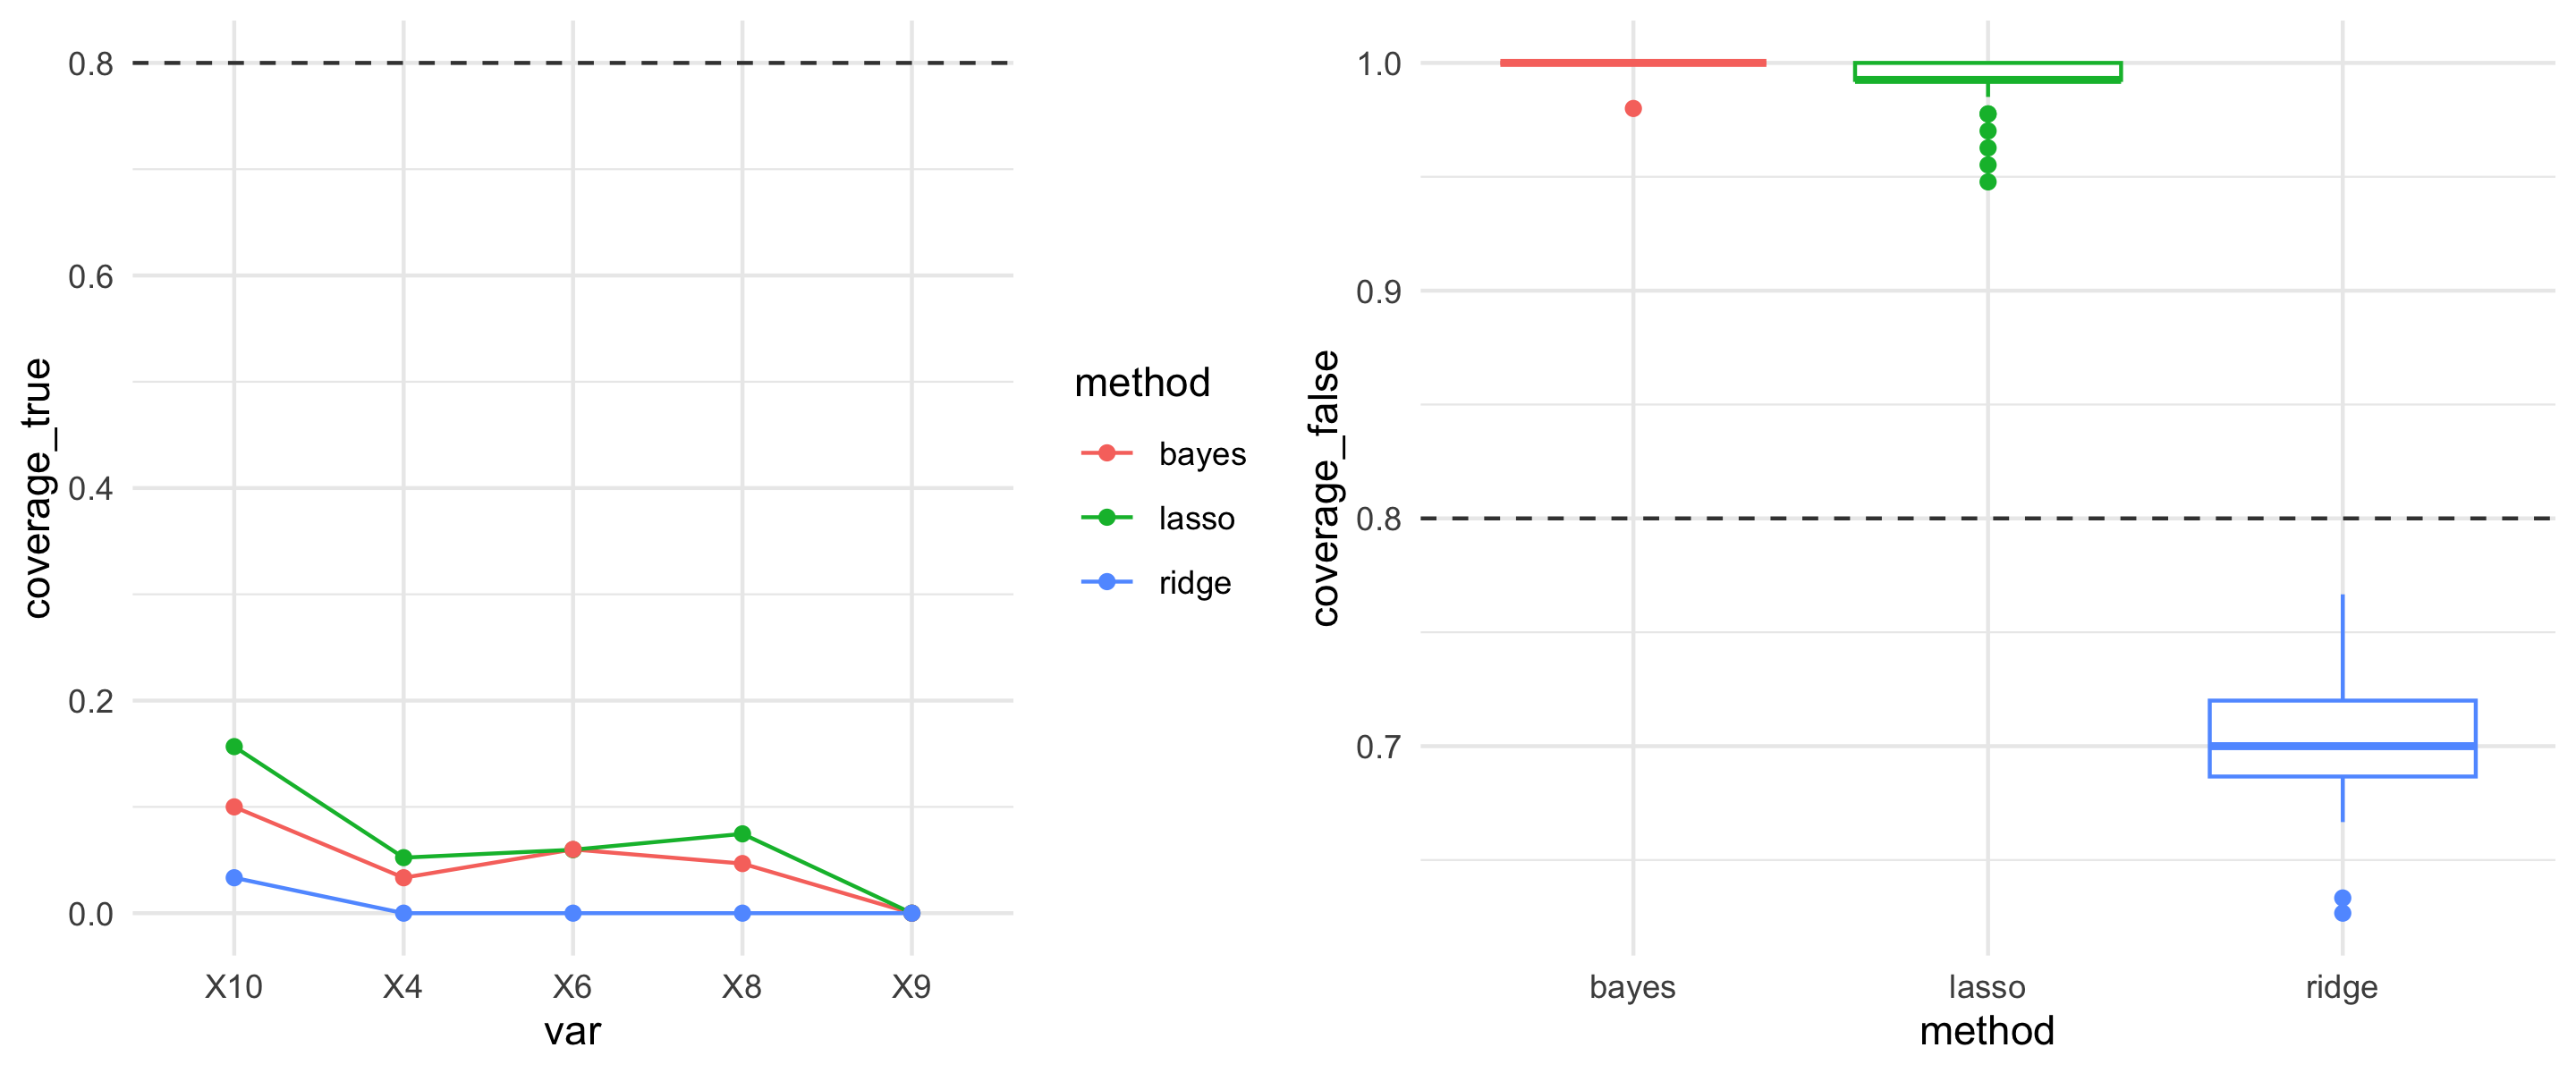 coverage_true
0.8
0.6
0.4
0.2
0.0
X10 X4 X6 X8 X9
var
method
bayes
lasso
ridge
coverage_false
1.0
0.9
0.8
0.7
bayes lasso ridge
method